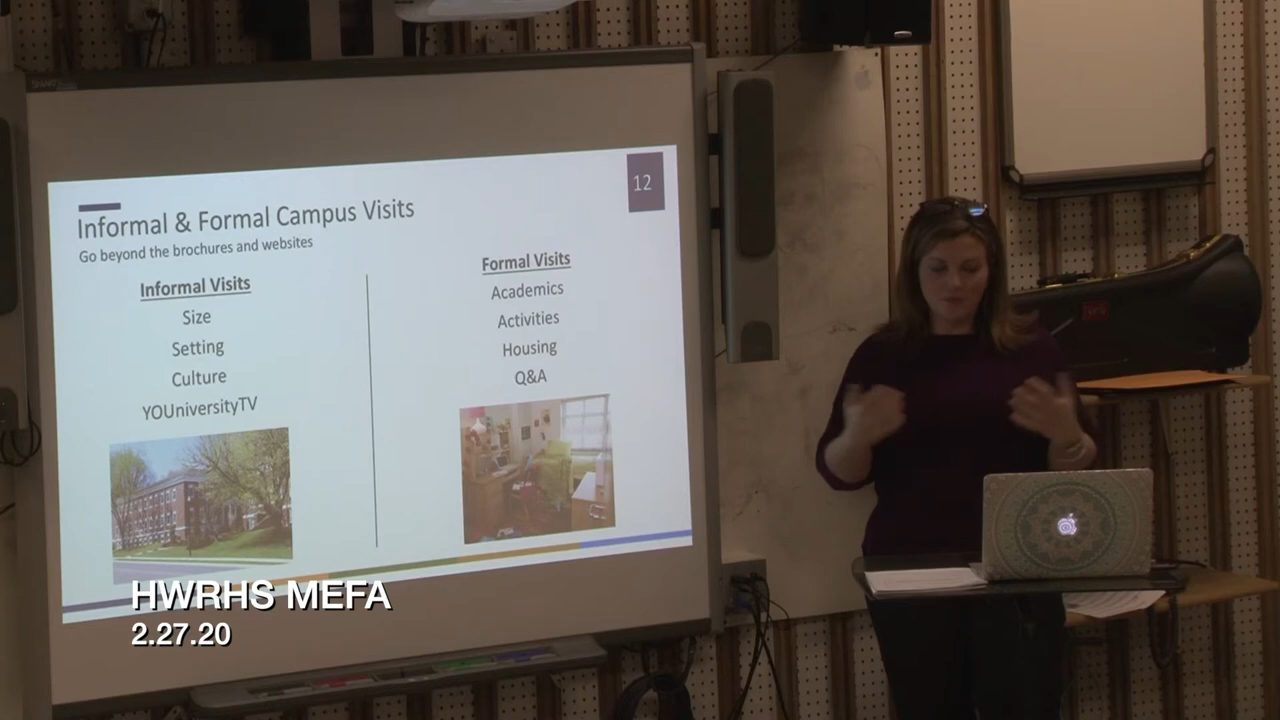 12
Informal & Formal Campus Visits
Go beyond the brochures and websites
Informal Visits
Size
Setting
Culture
YOUniversityTV
Formal Visits
Academics
Activities
Housing
Q&A
HWRHS MEFA
2.27.20